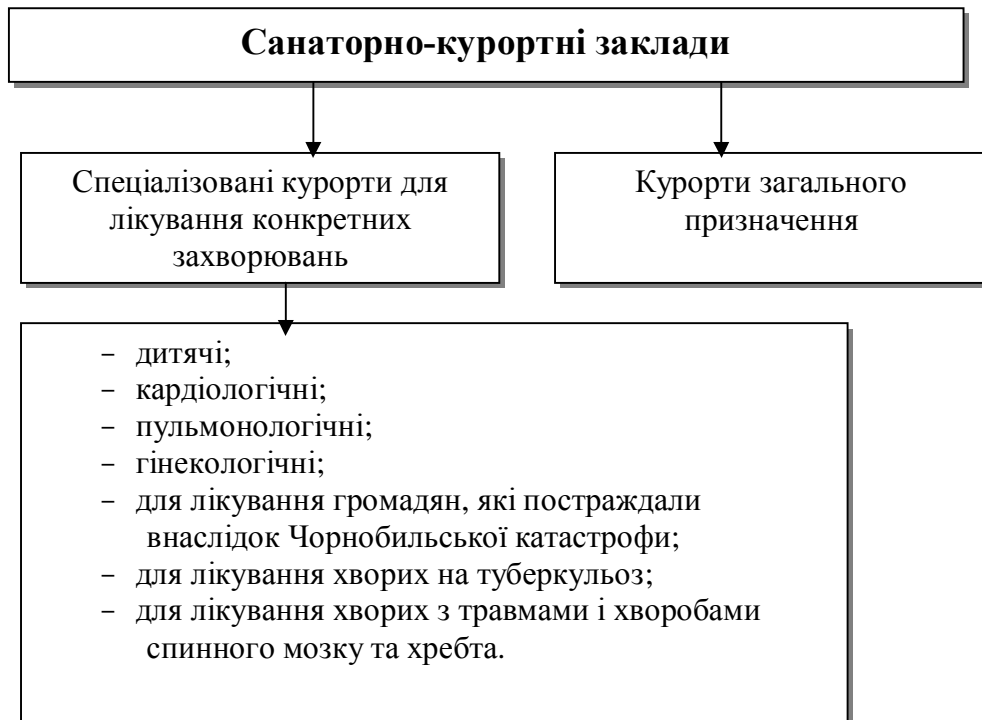 Санаторно-курортні заклади
Спеціалізовані курорти для
лікування конкретних
захворювань
Курорти загального
призначення
− дитячі;
− кардіологічні;
− пульмонологічні;
− гінекологічні;
− для лікування громадян, які постраждали
внаслідок Чорнобильської катастрофи;
− для лікування хворих на туберкульоз;
− для лікування хворих з травмами і хворобами
спинного мозку та хребта.